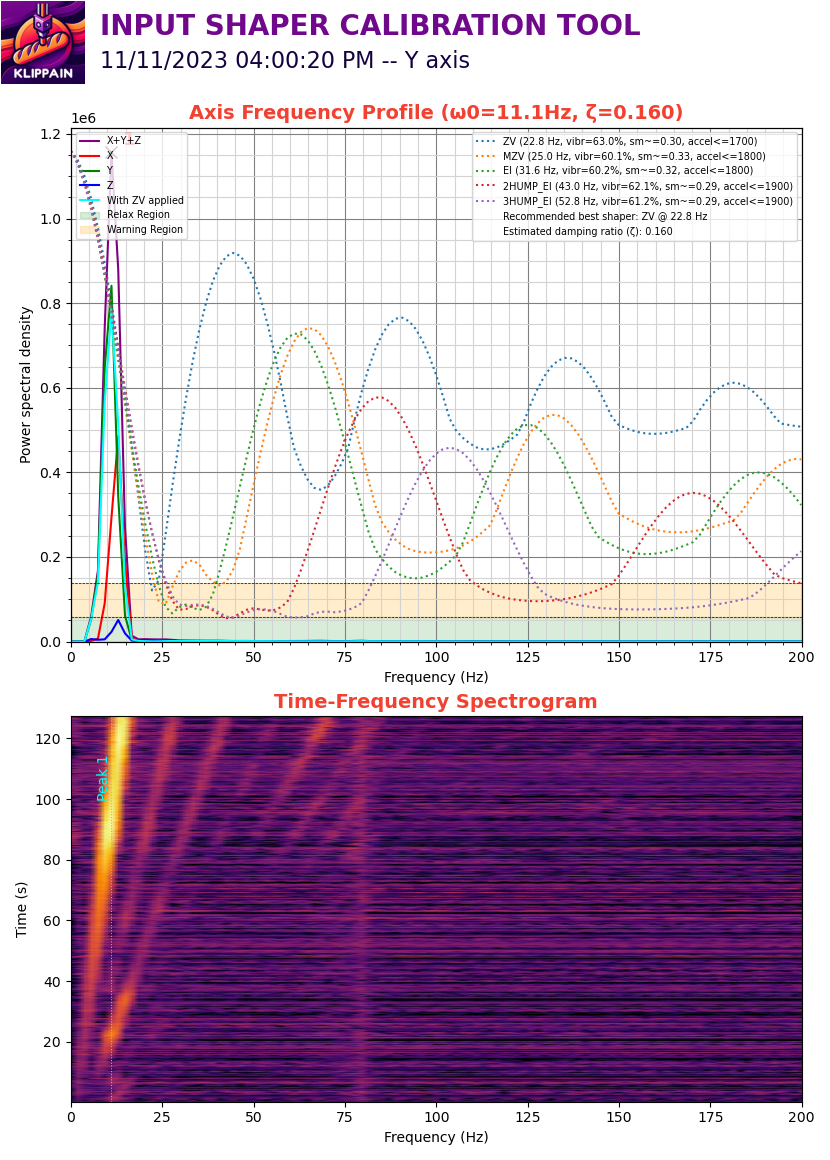 KLIPPAIN
INPUT SHAPER CALIBRATION TOOL
11/11/2023 04:00:20 PM -- Y axis
Axis Frequency Profile (ω0=11.1Hz, ζ=0.160)
1e6
1.2
1.0
0.8
0.6
0.4
0.2
0.0
Power spectral density
X+Y+Z
X
Y
Z
With ZV applied
Relax Region
Warning Region
ZV (22.8 Hz, vibr=63.0%, sm~=0.30, accel<=1700)
MZV (25.0 Hz, vibr=60.1%, sm~=0.33, accel<=1800)
EI (31.6 Hz, vibr=60.2%, sm~=0.32, accel<=1800)
2HUMP_EI (43.0 Hz, vibr=62.1%, sm~=0.29, accel<=1900)
3HUMP_EI (52.8 Hz, vibr=61.2%, sm~=0.29, accel<=1900)
Recommended best shaper: ZV @ 22.8 Hz
Estimated damping ratio (ζ): 0.160
0 25 50 75 100 125 150 175 200
Frequency (Hz)
Time-Frequency Spectrogram
120
100
80
60
40
20
Time (s)
Peak 1
0 25 50 75 100 125 150 175 200
Frequency (Hz)